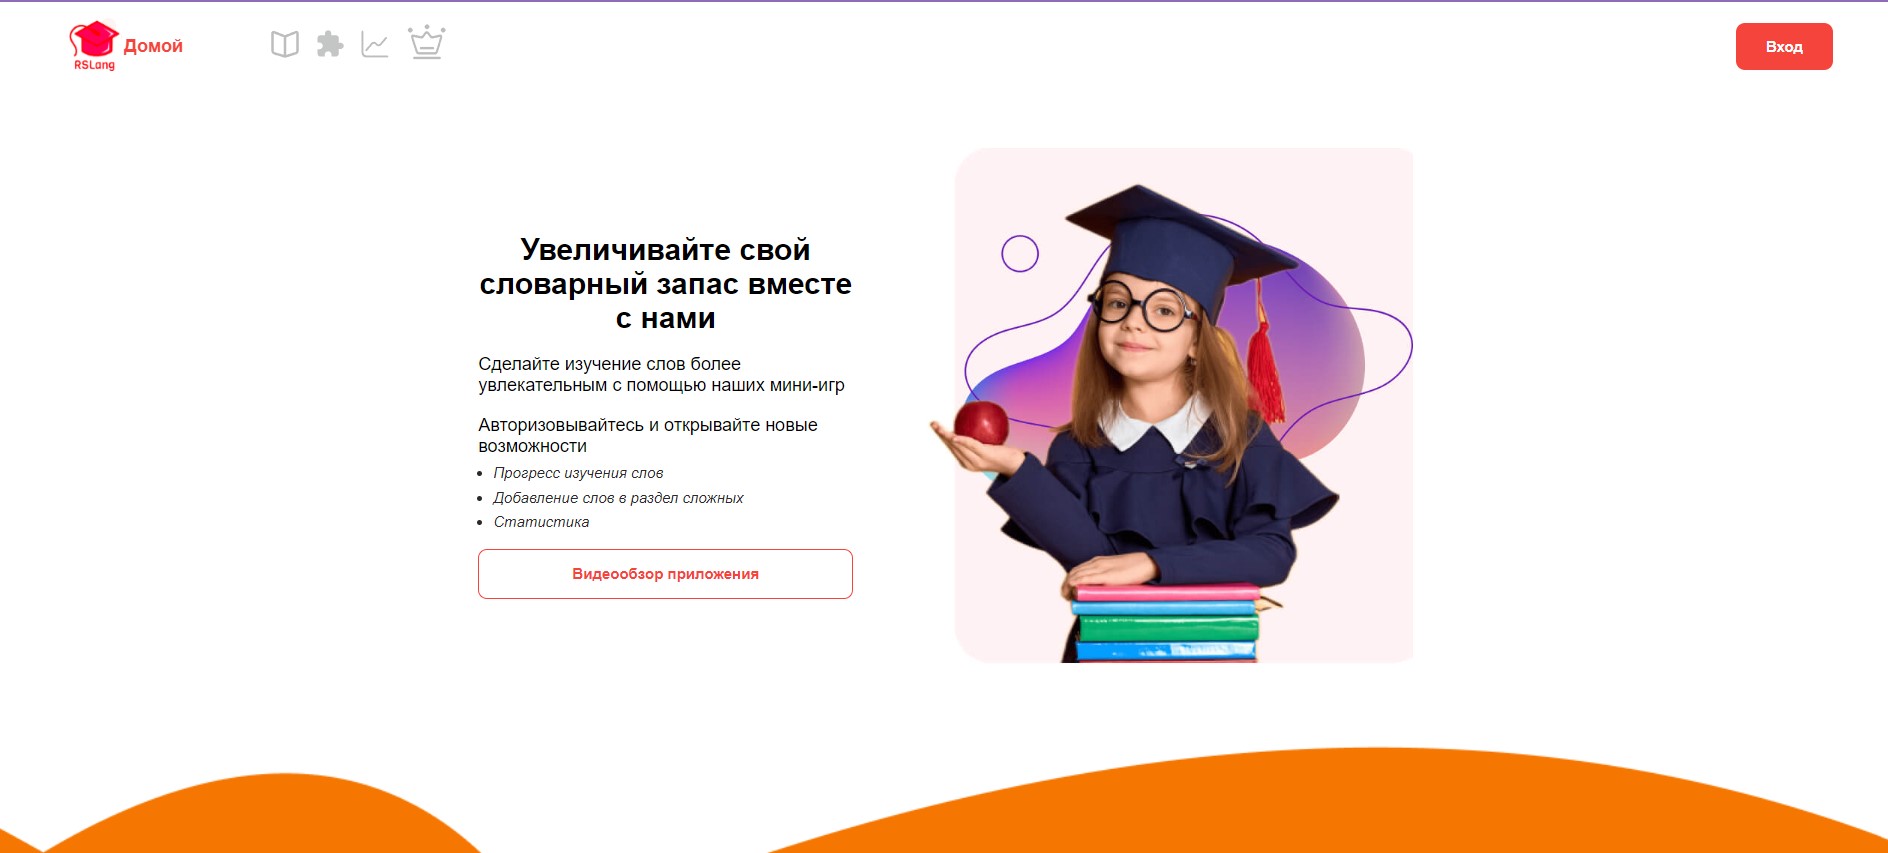 RSLang
Домой
Вход
Увеличивайте свой
словарный запас вместе
с нами
Сделайте изучение слов более
увлекательным с помощью наших мини-игр
Авторизовывайтесь и открывайте новые
возможности
Прогресс изучения слов
Добавление слов в раздел сложных
Статистика
Видеообзор приложения